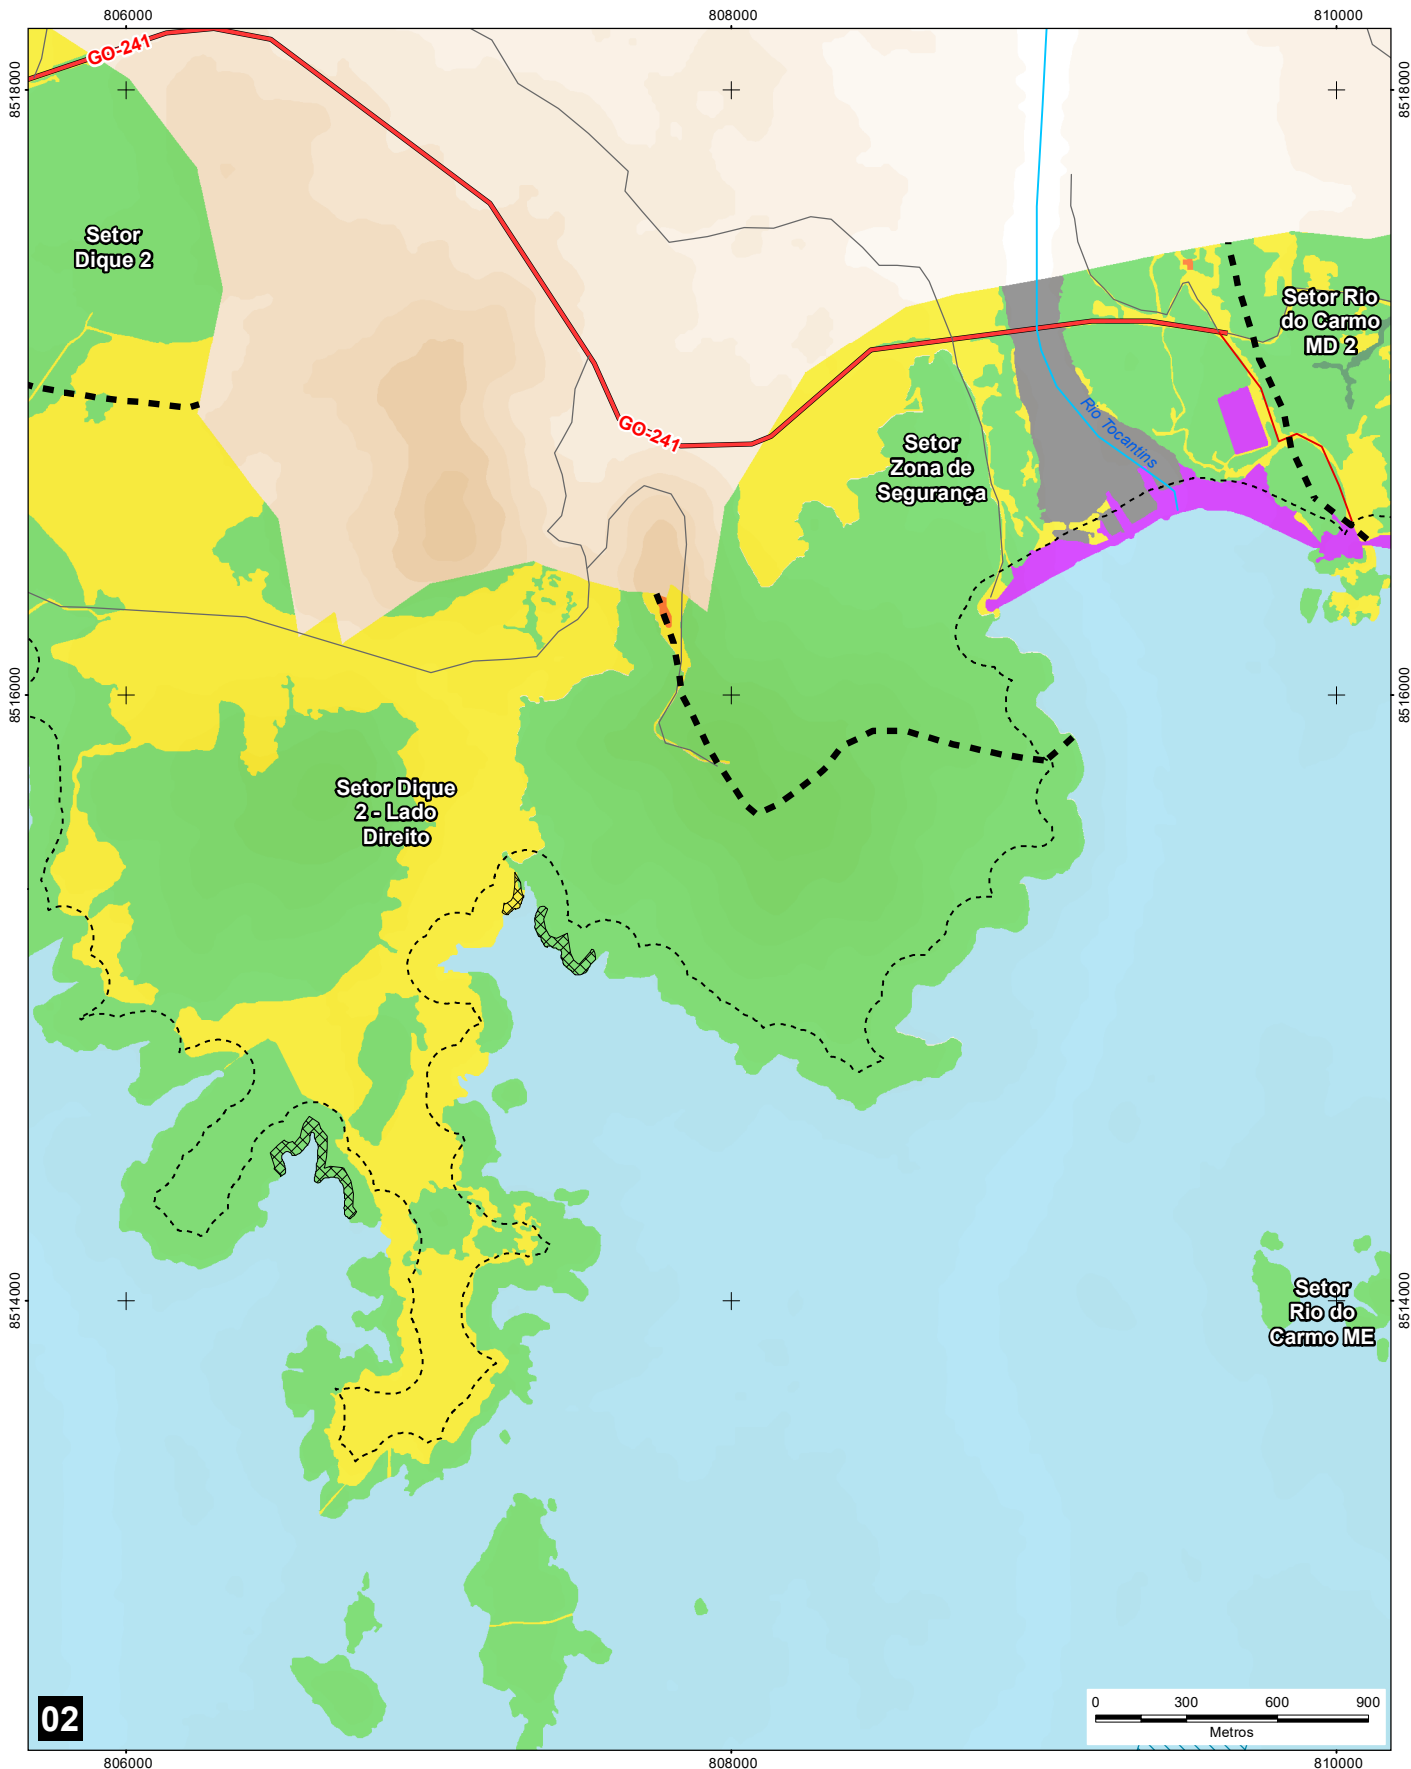 806000
808000
810000
8518000
8518000
GO-241
Setor
Dique 2
Setor Rio
do Carmo
MD 2
GO-241
Rio Tocantins
Setor
Zona de
Segurança
8516000
8516000
Setor Dique
2 - Lado
Direito
8514000
8514000
Setor
Rio do
Carmo ME
02
0 300 600 900
Metros
806000
808000
810000